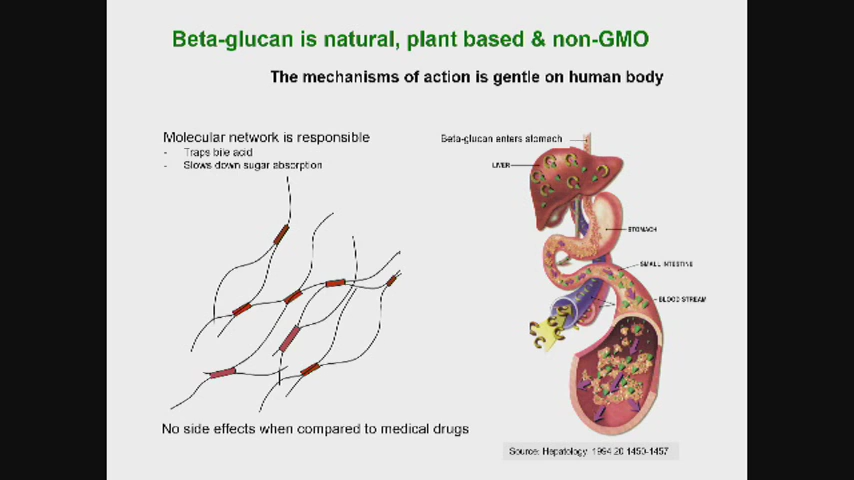 Beta-glucan is natural, plant based & non-GMO
The mechanisms of action is gentle on human body
Molecular network is responsible
- Traps bile acid
- Slows down sugar absorption
Beta-glucan enters stomach
LIVER
STOMACH
SMALL INTESTINE
BLOOD STREAM
No side effects when compared to medical drugs
Source: Hepatology 1994 20 1450-1457